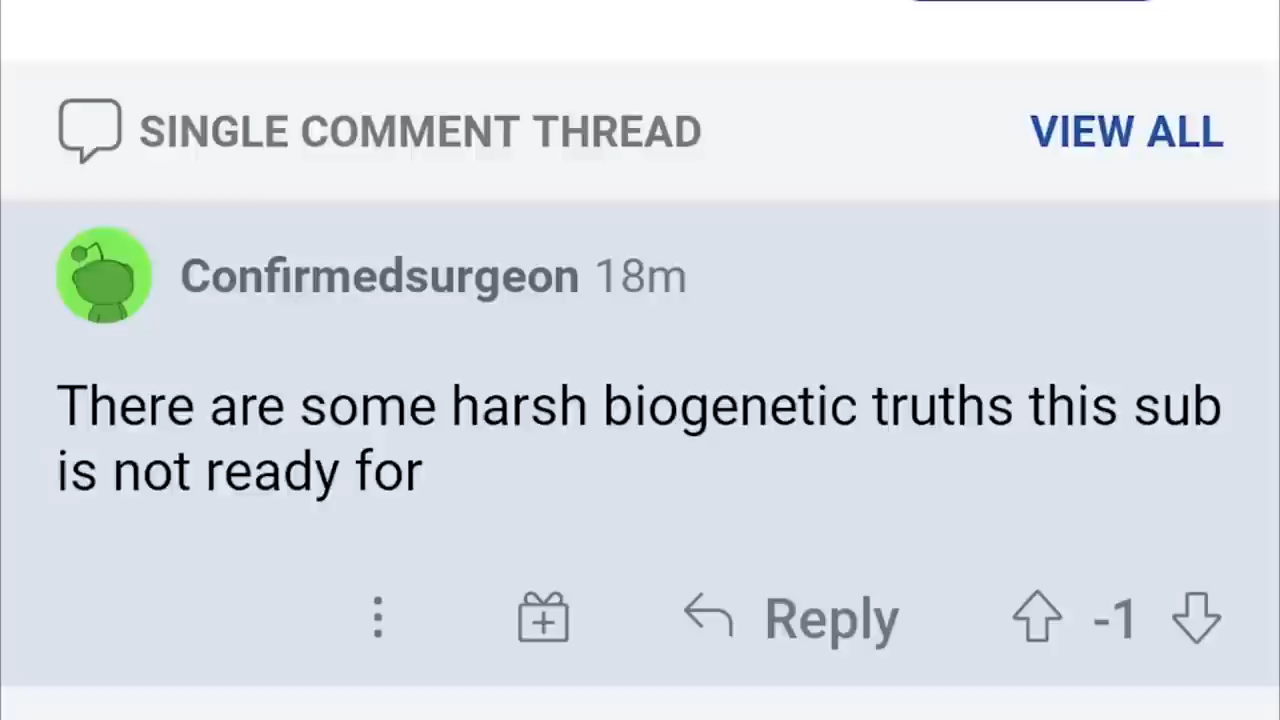 SINGLE COMMENT THREAD VIEW ALL
Confirmedsurgeon 18m
There are some harsh biogenetic truths this sub
is not ready for
Reply -1